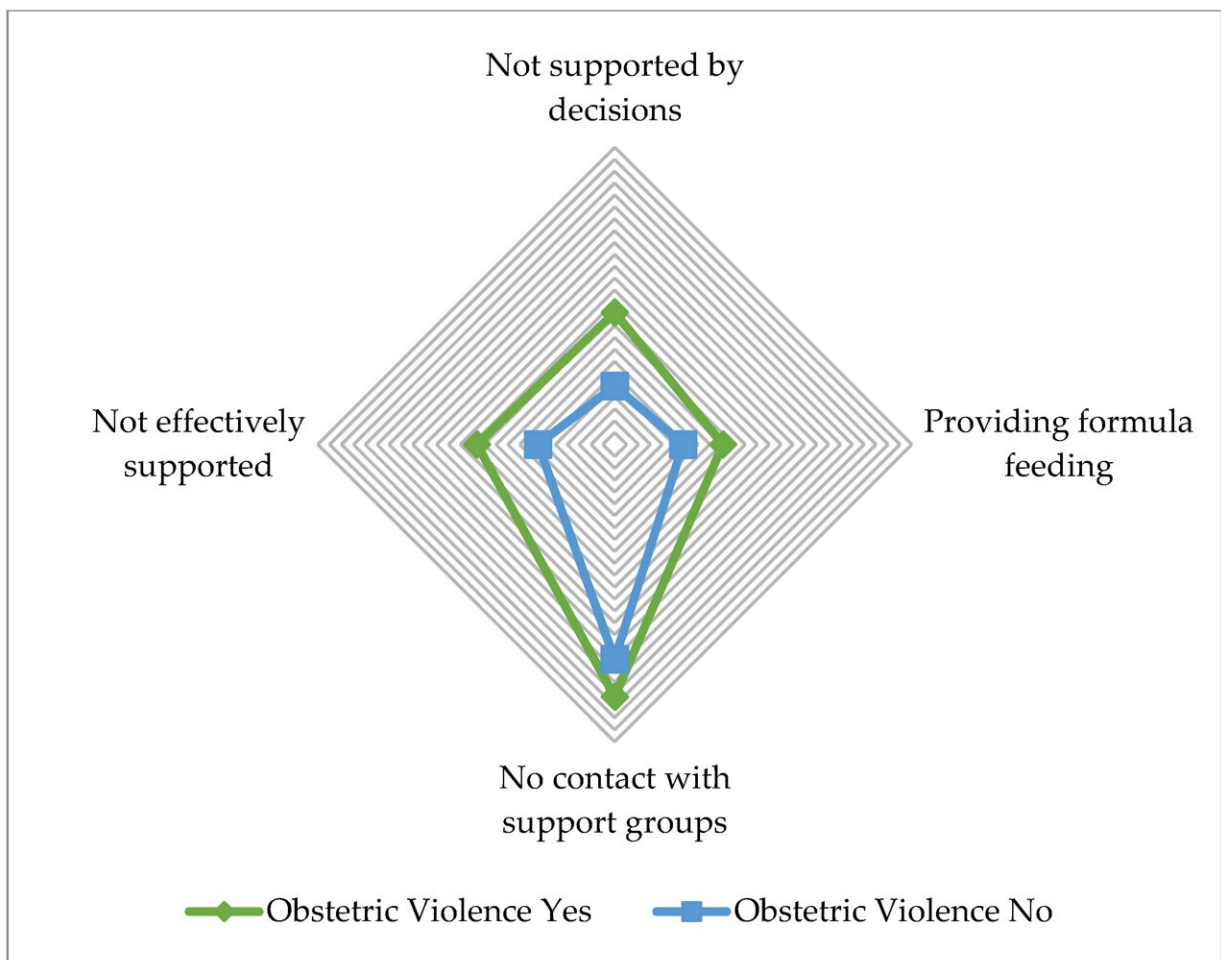 Not supported by
decisions
Not effectively
supported
Providing formula
feeding
No contact with
support groups
Obstetric Violence Yes
Obstetric Violence No